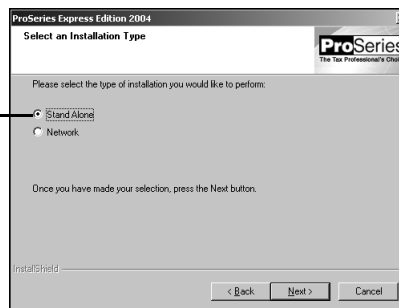 ProSeries Express Edition 2004
Select an Installation Type
ProSeries
The Tax Professional's
Please select the type of installation you would like to perform:
Stand Alone
Network
Once you have made your selection, press the Next button.
InstallShield
< Back
Next >
Cancel